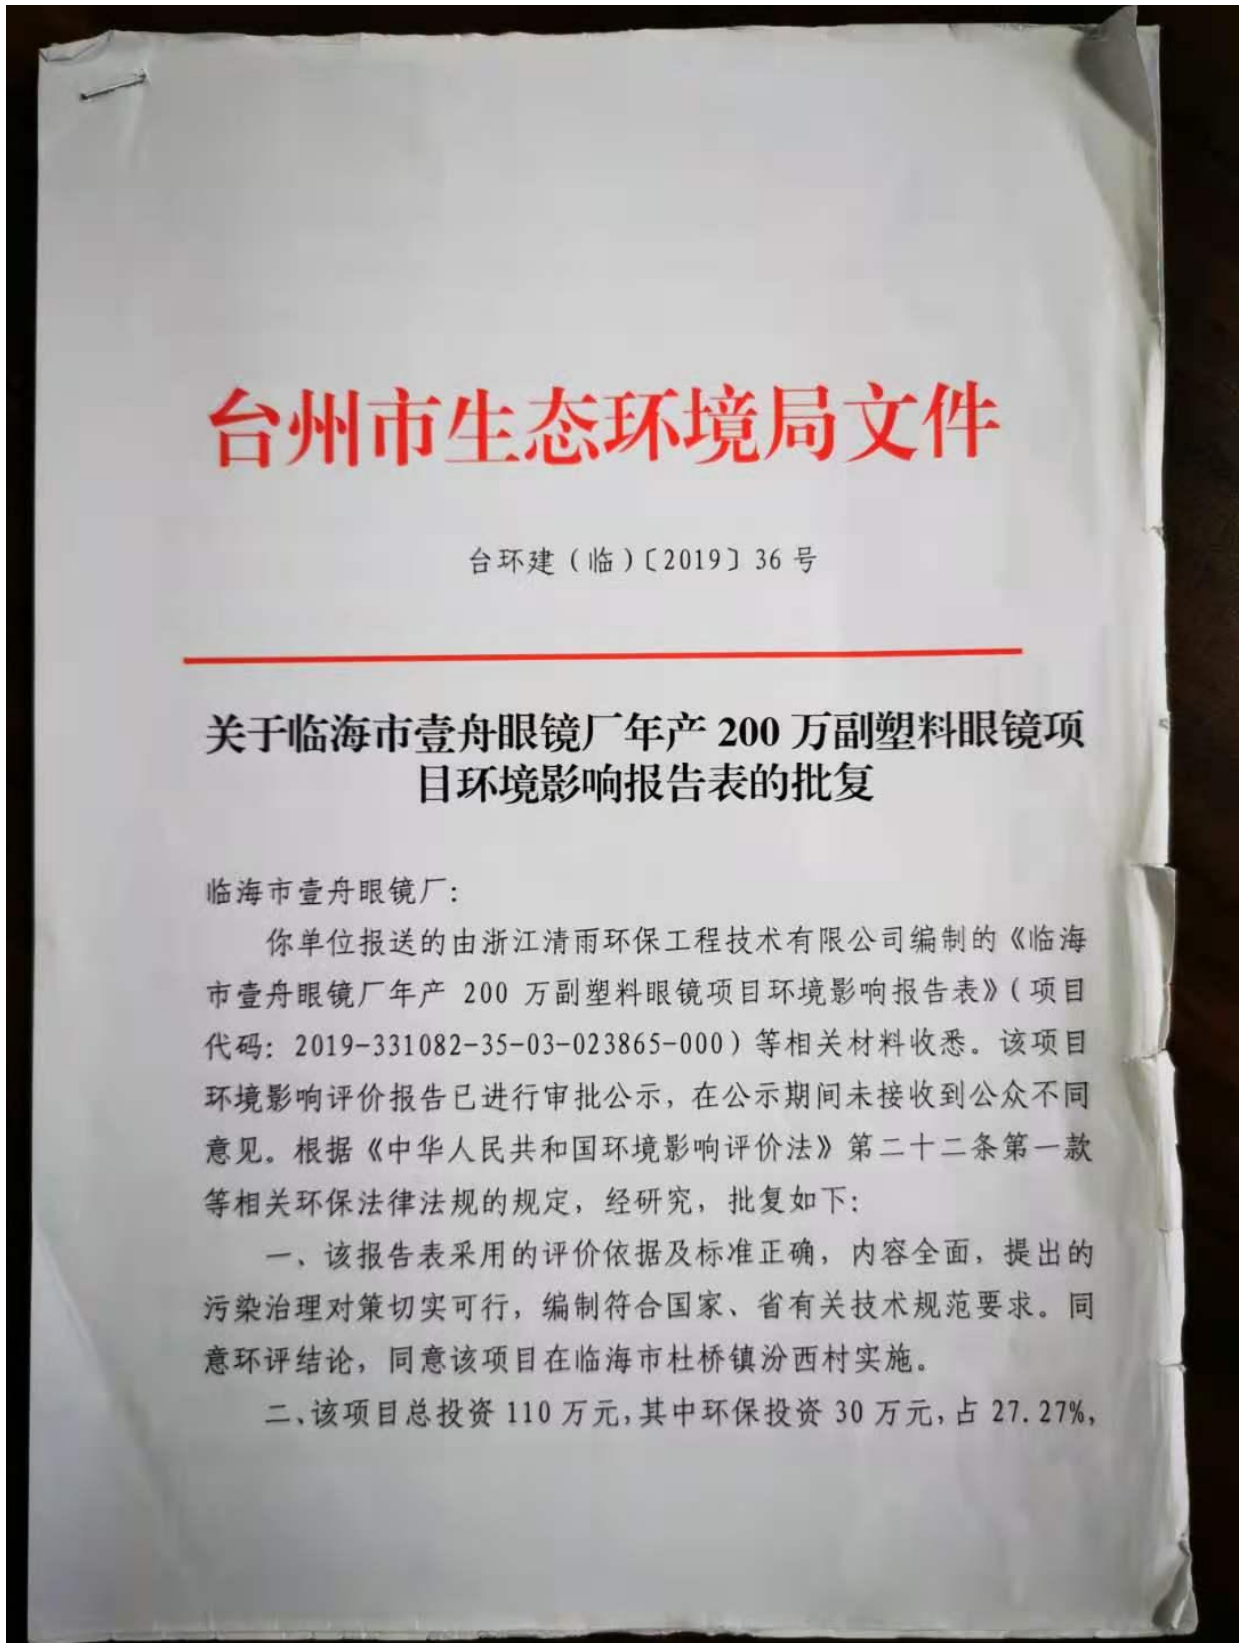 台州市生态环境局文件
台环建（临）〔2019〕36 号
关于临海市壹舟眼镜厂年产 200 万副塑料眼镜项
目环境影响报告表的批复
临海市壹舟眼镜厂：
你单位报送的由浙江清雨环保工程技术有限公司编制的《临海
市壹舟眼镜厂年产 200 万副塑料眼镜项目环境影响报告表》（项目
代码：2019-331082-35-03-023865-000）等相关材料收悉。该项目
环境影响评价报告已进行审批公示，在公示期间未接收到公众不同
意见。根据《中华人民共和国环境影响评价法》第二十二条第一款
等相关环保法律法规的规定，经研究，批复如下：
一、该报告表采用的评价依据及标准正确，内容全面，提出的
污染治理对策切实可行，编制符合国家、省有关技术规范要求。同
意环评结论，同意该项目在临海市杜桥镇汾西村实施。
二、该项目总投资 110 万元，其中环保投资 30 万元，占 27.27%，